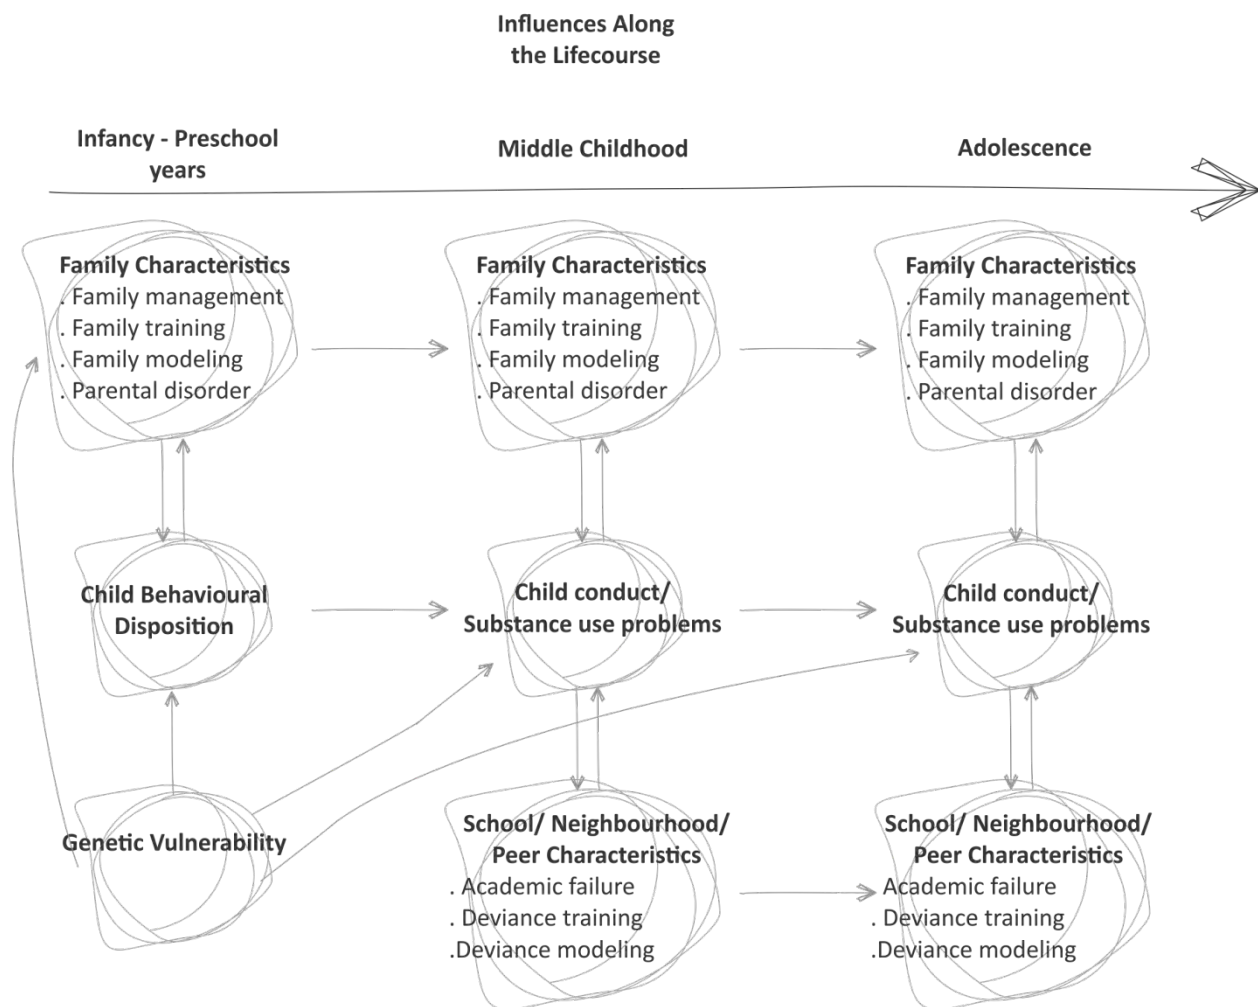 Influences Along
the Lifecourse
Infancy - Preschool
years
Middle Childhood
Adolescence
Family Characteristics
. Family management
. Family training
. Family modeling
. Parental disorder
Family Characteristics
. Family management
. Family training
. Family modeling
. Parental disorder
Family Characteristics
. Family management
. Family training
. Family modeling
. Parental disorder
Child Behavioural
Disposition
Child conduct/
Substance use problems
Child conduct/
Substance use problems
Genetic Vulnerability
School/ Neighbourhood/
Peer Characteristics
. Academic failure
. Deviance training
.Deviance modeling
School/ Neighbourhood/
Peer Characteristics
. Academic failure
. Deviance training
.Deviance modeling